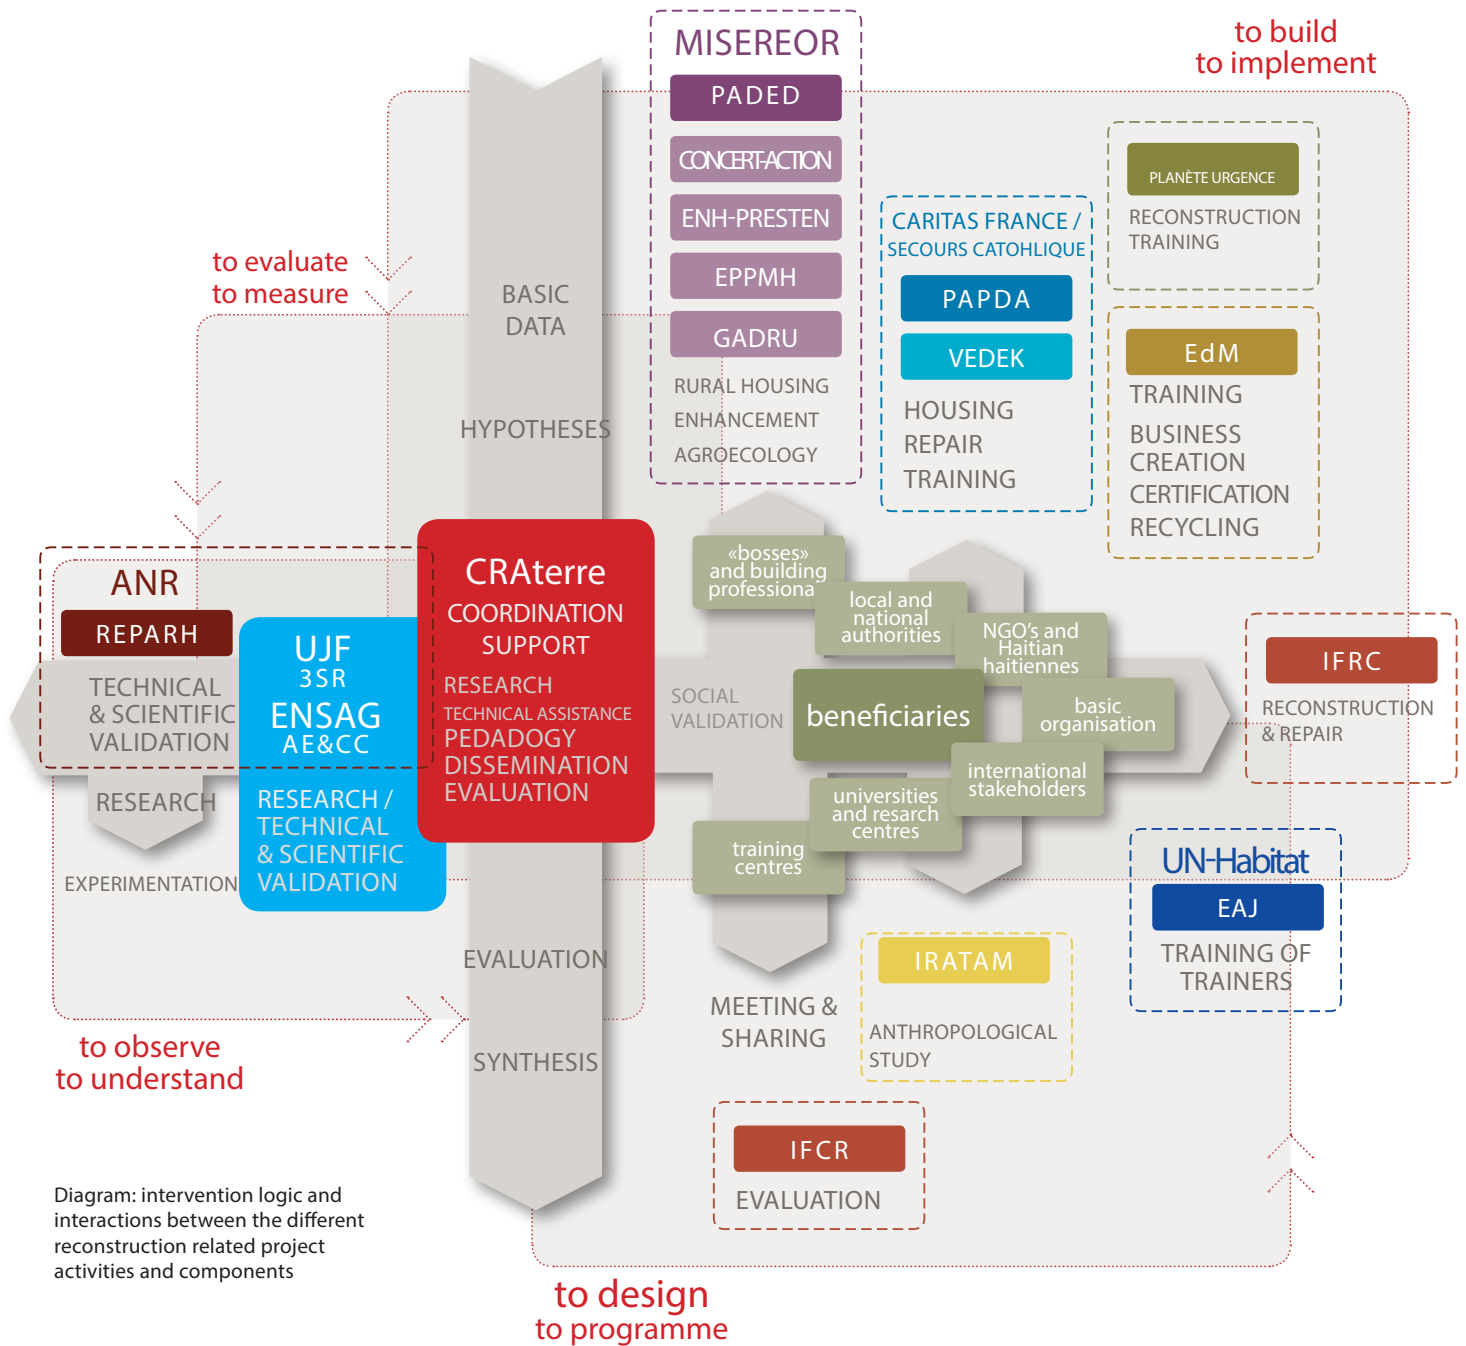 to build
to implement
MISEREOR
PADED
CONCERT-ACTION
ENH-PRESTEN
EPPMH
GADRU
RURAL HOUSING
ENHANCEMENT
AGROECOLOGY
PLANÈTE URGENCE
RECONSTRUCTION
TRAINING
CARITAS FRANCE /
SECOURS CATOHLIQUE
PAPDA
VEDEK
HOUSING
REPAIR
TRAINING
EdM
TRAINING
BUSINESS
CREATION
CERTIFICATION
RECYCLING
to evaluate
to measure
BASIC
DATA
HYPOTHESES
ANR
REPARH
TECHNICAL
& SCIENTIFIC
VALIDATION
RESEARCH
EXPERIMENTATION
UJF
3SR
ENSAG
AE&CC
RESEARCH /
TECHNICAL
& SCIENTIFIC
VALIDATION
CRAterre
COORDINATION
SUPPORT
RESEARCH
TECHNICAL ASSISTANCE
PEDADOGY
DISSEMINATION
EVALUATION
SOCIAL
VALIDATION
«bosses»
and building
professiona
local and
national
authorities
NGO's and
Haitian
haitiennes
beneficiaries
basic
organisation
international
stakeholders
universities
and resarch
centres
training
centres
IFRC
RECONSTRUCTION
& REPAIR
UN-Habitat
EAJ
TRAINING OF
TRAINERS
EVALUATION
SYNTHESIS
MEETING &
SHARING
IRATAM
ANTHROPOLOGICAL
STUDY
IFCR
EVALUATION
to observe
to understand
Diagram: intervention logic and
interactions between the different
reconstruction related project
activities and components
to design
to programme